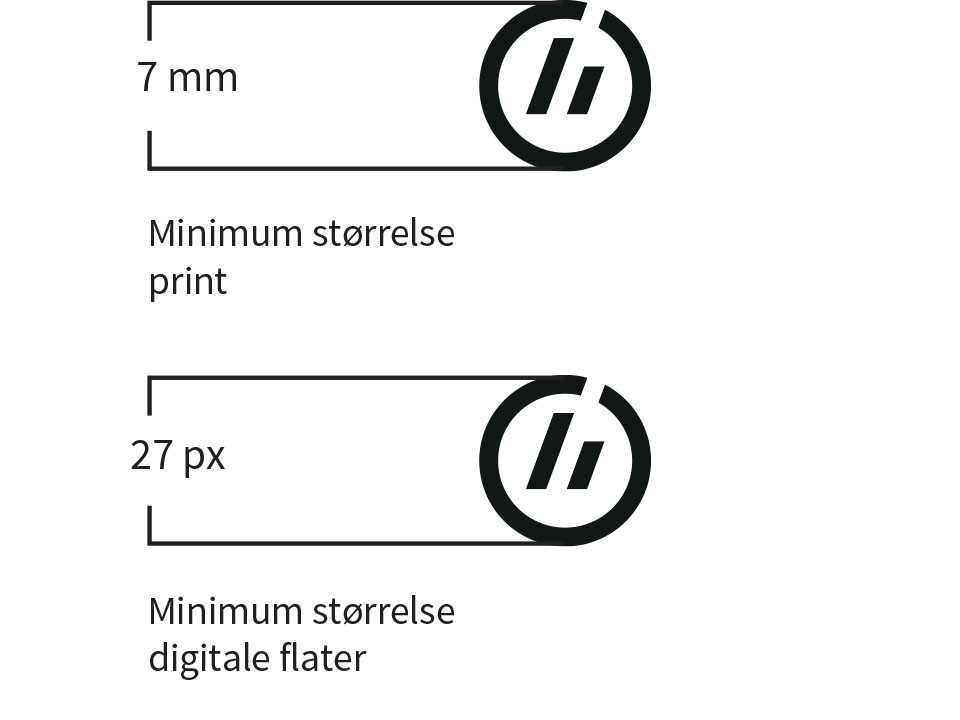 7 mm
Minimum størrelse
print
27 px
Minimum størrelse
digitale flater